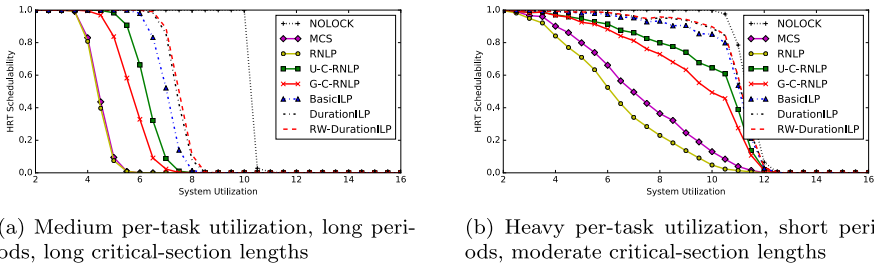 HRT Schedulability
1.0
0.8
0.6
0.4
0.2
0.0
2 4 6 8 10 12 14 16
System Utilization
NOLOCK
MCS
RNLP
U-C-RNLP
G-C-RNLP
BasicILP
DurationILP
RW-DurationILP
(a) Medium per-task utilization, long peri-
ods, long critical-section lengths
HRT Schedulability
1.0
0.8
0.6
0.4
0.2
0.0
2 4 6 8 10 12 14 16
System Utilization
NOLOCK
MCS
RNLP
U-C-RNLP
G-C-RNLP
BasicILP
DurationILP
RW-DurationILP
(b) Heavy per-task utilization, short peri-
ods, moderate critical-section lengths